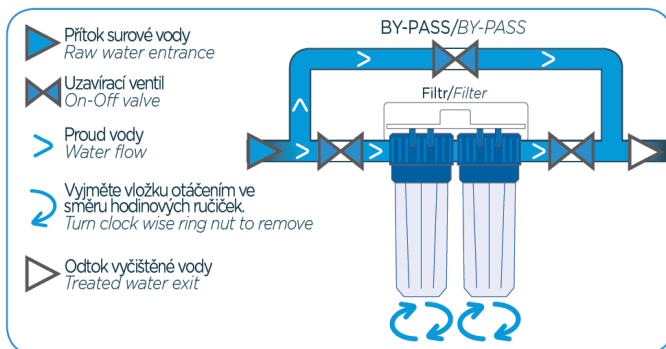 Přítok surové vody
Raw water entrance
Uzavírací ventil
On-Off valve
Proud vody
Water flow
Vyjměte vložku otáčením ve
směru hodinových ručiček.
Turn clock wise ring nut to remove
Odtok vyčištěné vody
Treated water exit
BY-PASS/BY-PASS
Filtr/Filter